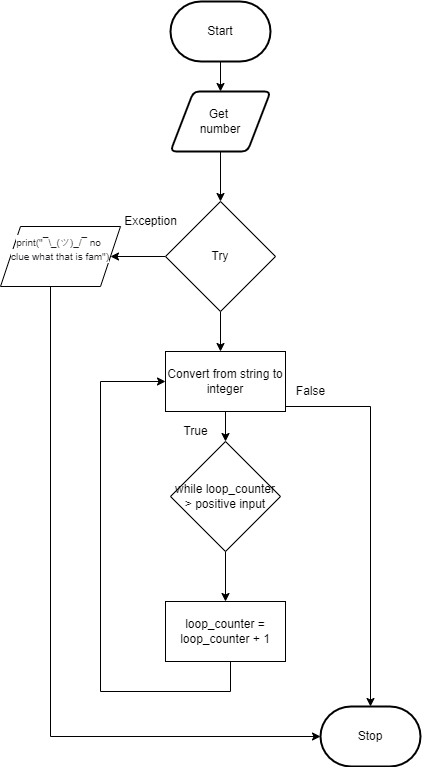 Start
Get
number
Exception
Try
print("¯\_(ツ)_/¯ no
clue what that is fam")
Convert from string to
integer
False
True
while loop_counter
> positive input
loop_counter =
loop_counter + 1
Stop